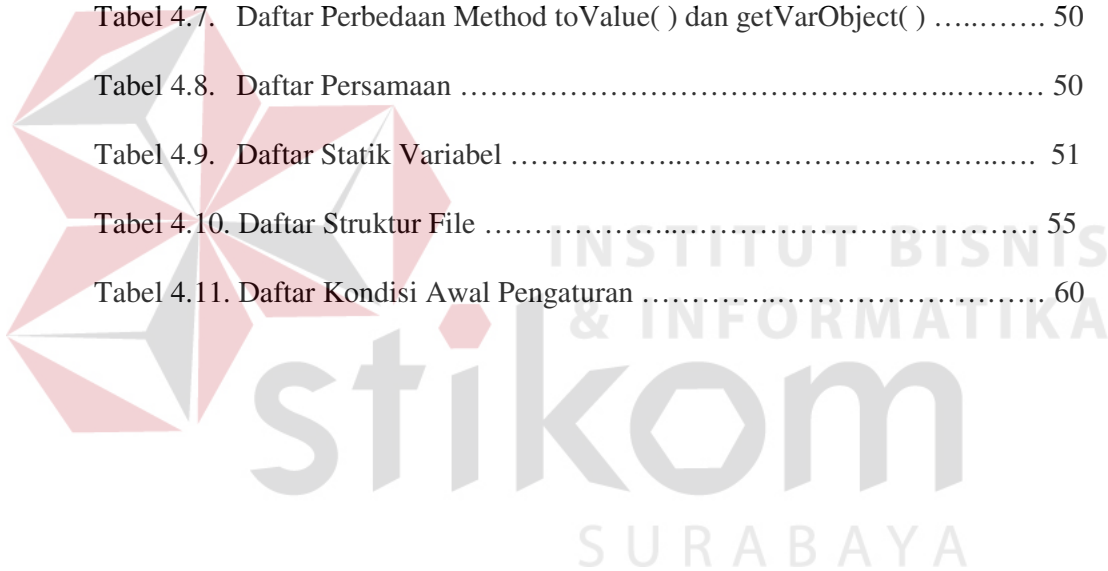 Tabel 4.7. Daftar Perbedaan Method toValue( ) dan getVarObject( ) …..……. 50
Tabel 4.8. Daftar Persamaan …………………………………………..……… 50
Tabel 4.9. Daftar Statik Variabel ……….……..…………………………..…. 51
Tabel 4.10. Daftar Struktur File ………………...……………………………… 55
Tabel 4.11. Daftar Kondisi Awal Pengaturan …………..……………………… 60
INSTITUT BISNIS
& INFORMATIKA
stikom
SURABAYA